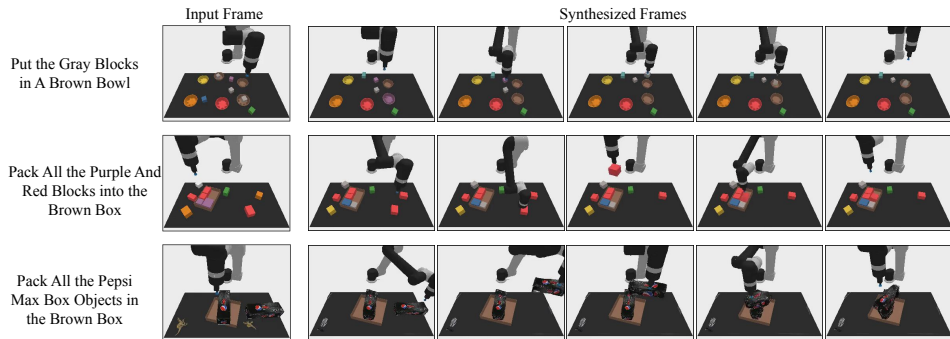 Input Frame
Synthesized Frames
Put the Gray Blocks
in A Brown Bowl
Pack All the Purple And
Red Blocks into the
Brown Box
Pack All the Pepsi
Max Box Objects in
the Brown Box